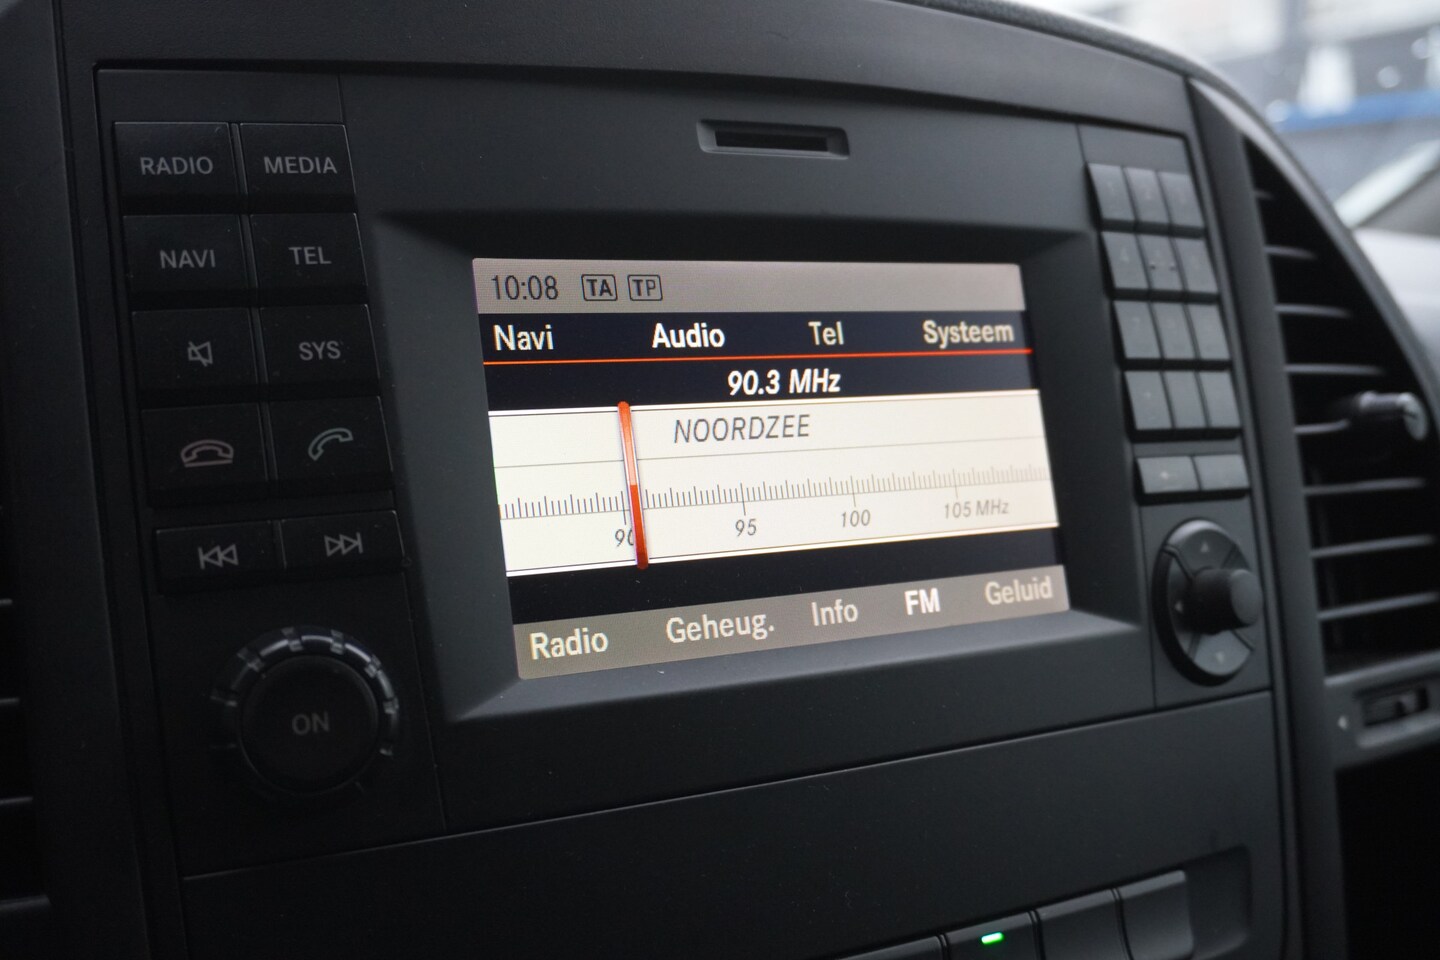 RADIO MEDIA
NAVI TEL
SYS
ON
10:08 TA TP
Navi Audio Tel Systeem
90.3 MHz
NOORDZEE
90 95 100 105 MHz
Radio Geheug. Info FM Geluid